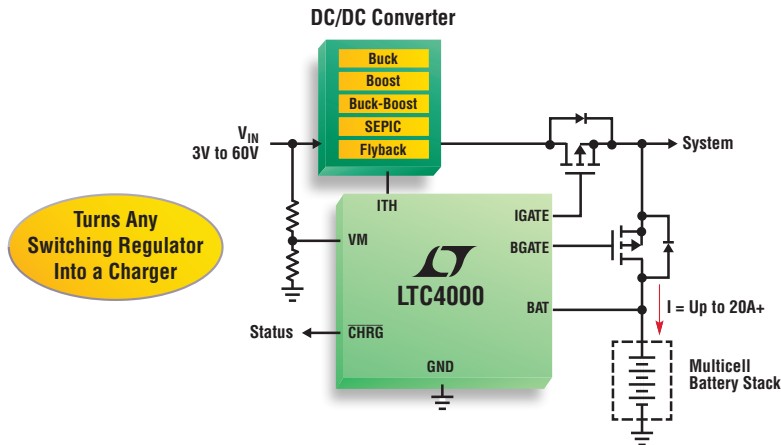 DC/DC Converter
Buck
Boost
Buck-Boost
SEPIC
Flyback
VIN
3V to 60V
System
ITH
IGATE
Turns Any
Switching Regulator
Into a Charger
VM
BGATE
LTC4000
BAT
I = Up to 20A+
Status
CHRG
GND
Multicell
Battery Stack